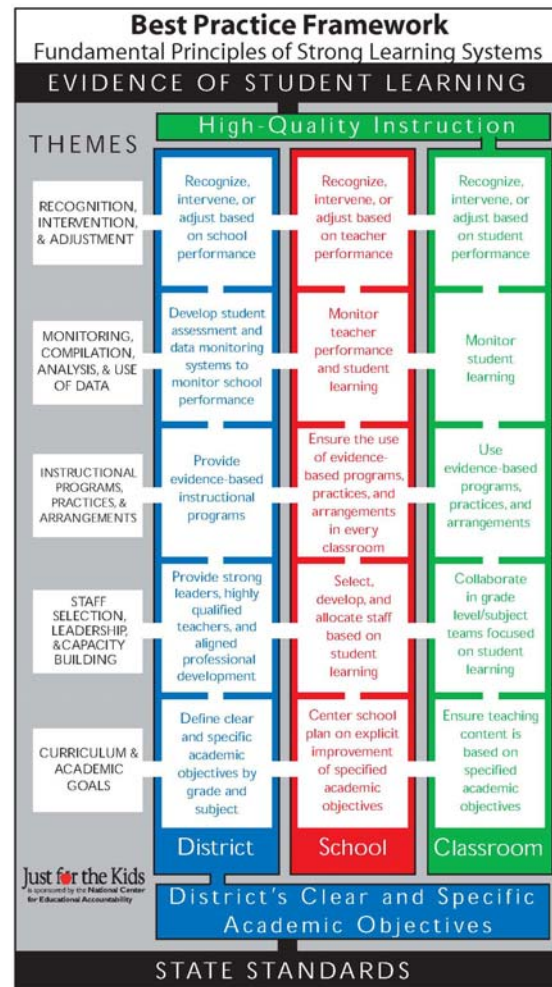 Best Practice Framework
Fundamental Principles of Strong Learning Systems
EVIDENCE OF STUDENT LEARNING
High-Quality Instruction
THEMES
RECOGNITION,
INTERVENTION,
& ADJUSTMENT
Recognize,
intervene, or
adjust based
on school
performance
Recognize,
intervene, or
adjust based
on teacher
performance
Recognize,
intervene, or
adjust based
on student
performance
MONITORING,
COMPILATION,
ANALYSIS, & USE
OF DATA
Develop student
assessment and
data monitoring
systems to
monitor school
performance
Monitor
teacher
performance
and student
learning
Monitor
student
learning
INSTRUCTIONAL
PROGRAMS,
PRACTICES, &
ARRANGEMENTS
Provide
evidence-based
instructional
programs
Ensure the use
of evidence-
based programs,
practices, and
arrangements
in every
classroom
Use
evidence-based
programs,
practices, and
arrangements
STAFF
SELECTION,
LEADERSHIP,
&CAPACITY
BUILDING
Provide strong
leaders, highly
qualified
teachers, and
aligned
professional
development
Select,
develop, and
allocate staff
based on
student
learning
Collaborate
in grade
level/subject
teams focused
on student
learning
CURRICULUM &
ACADEMIC
GOALS
Define clear
and specific
academic
objectives by
grade and
subject
Center school
plan on explicit
improvement
of specified
academic
objectives
Ensure teaching
content is
based on
specified
academic
objectives
District
School
Classroom
Just for the Kids
is sponsored by the National Center
for Educational Accountability
District's Clear and Specific
Academic Objectives
STATE STANDARDS